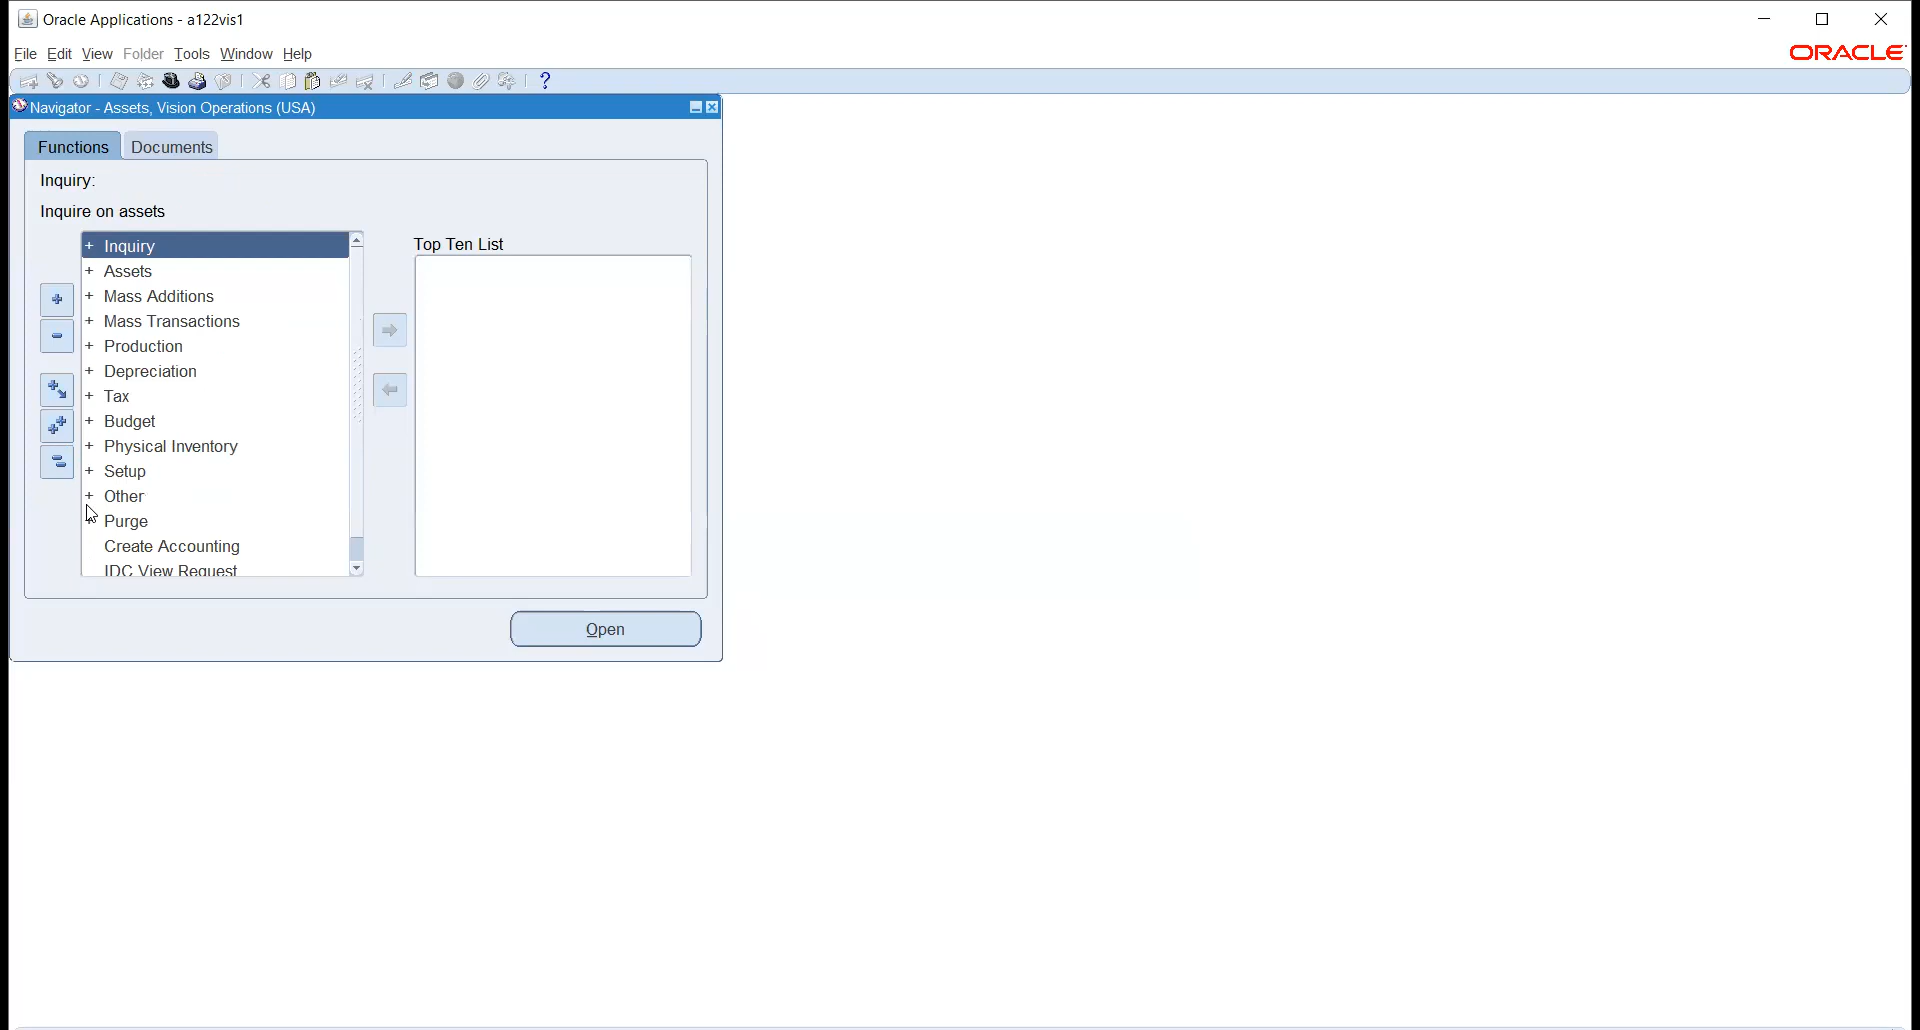 Oracle Applications - a122vis1
File Edit View Folder Tools Window Help
ORACLE
Navigator - Assets, Vision Operations (USA)
Functions Documents
Inquiry:
Inquire on assets
Top Ten List
+ Inquiry
+ Assets
+ Mass Additions
+ Mass Transactions
+ Production
+ Depreciation
+ Tax
+ Budget
+ Physical Inventory
+ Setup
+ Other
+ Purge
Create Accounting
IDC View Request
Open